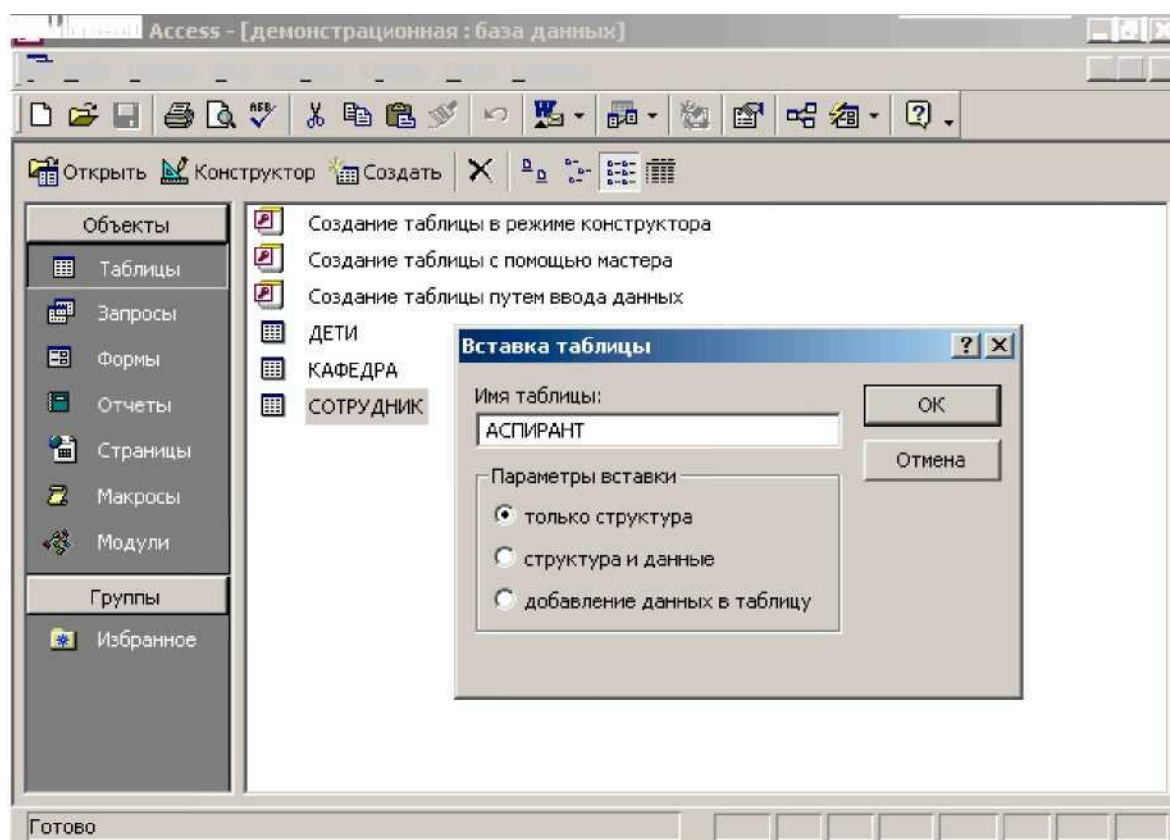 Access - [демонстрационная : база данных]
Открыть Конструктор Создать
Объекты
Таблицы
Запросы
Формы
Отчеты
Страницы
Макросы
Модули
Группы
Избранное
Создание таблицы в режиме конструктора
Создание таблицы с помощью мастера
Создание таблицы путем ввода данных
ДЕТИ
КАФЕДРА
СОТРУДНИК
Вставка таблицы
Имя таблицы:
АСПИРАНТ
Параметры вставки
только структура
структура и данные
добавление данных в таблицу
OK
Отмена
Готово